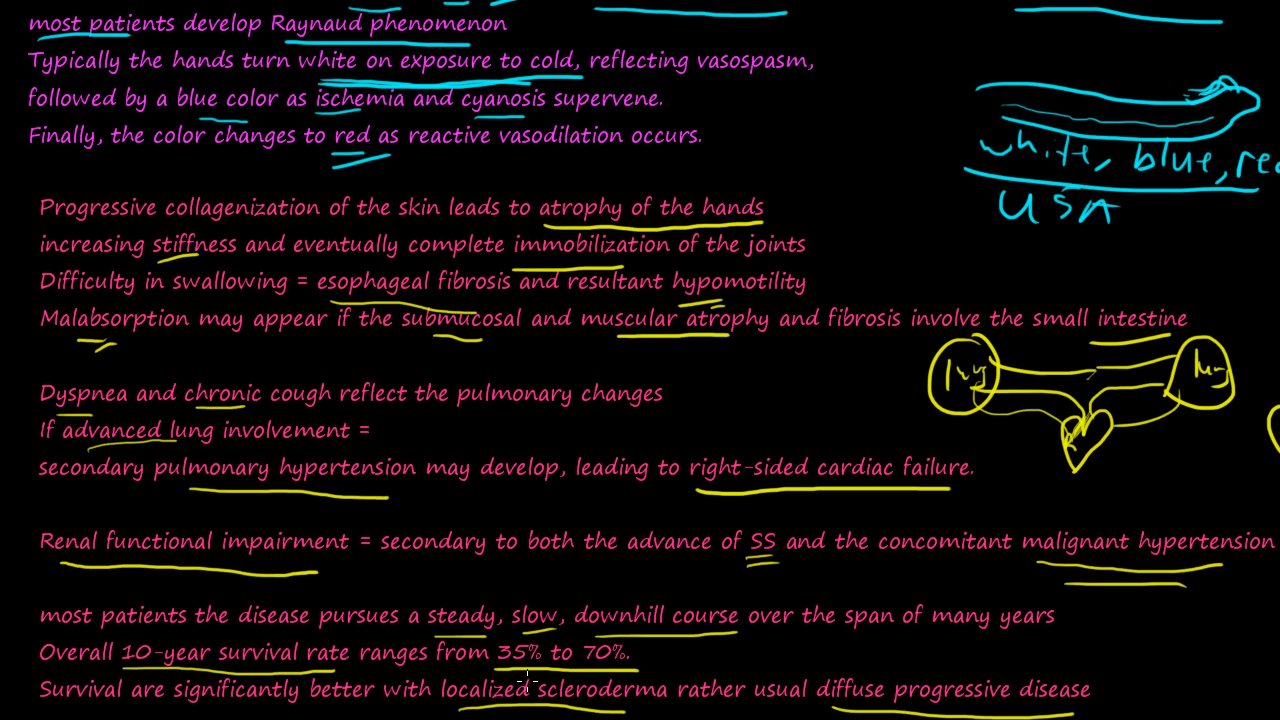 most patients develop Raynaud phenomenon
Typically the hands turn white on exposure to cold, reflecting vasospasm,
followed by a blue color as ischemia and cyanosis supervene.
Finally, the color changes to red as reactive vasodilation occurs.
white, blue, red
USA
Progressive collagenization of the skin leads to atrophy of the hands
increasing stiffness and eventually complete immobilization of the joints
Difficulty in swallowing = esophageal fibrosis and resultant hypomotility
Malabsorption may appear if the submucosal and muscular atrophy and fibrosis involve the small intestine
lung
lung
Dyspnea and chronic cough reflect the pulmonary changes
If advanced lung involvement =
secondary pulmonary hypertension may develop, leading to right-sided cardiac failure.
Renal functional impairment = secondary to both the advance of SS and the concomitant malignant hypertension
most patients the disease pursues a steady, slow, downhill course over the span of many years
Overall 10-year survival rate ranges from 35% to 70%.
Survival are significantly better with localized scleroderma rather usual diffuse progressive disease